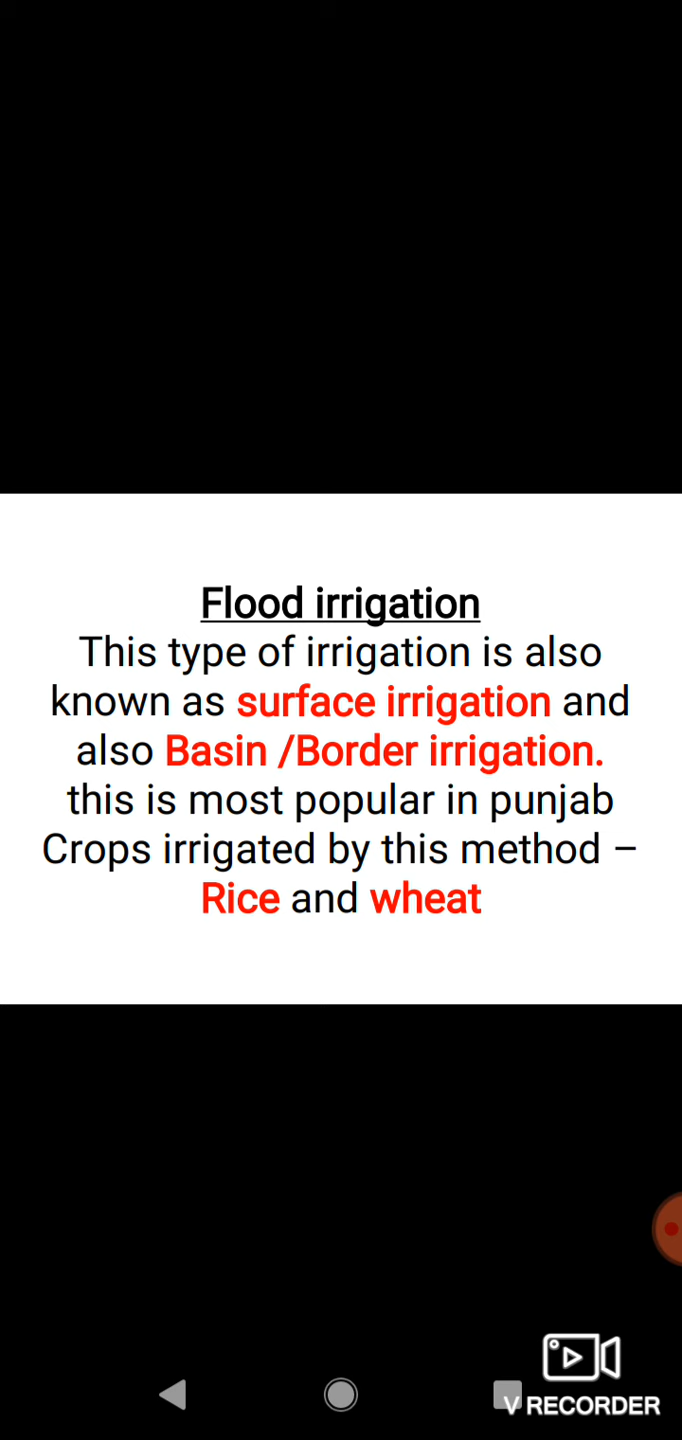 Flood irrigation
This type of irrigation is also
known as surface irrigation and
also Basin /Border irrigation.
this is most popular in punjab
Crops irrigated by this method –
Rice and wheat
V RECORDER